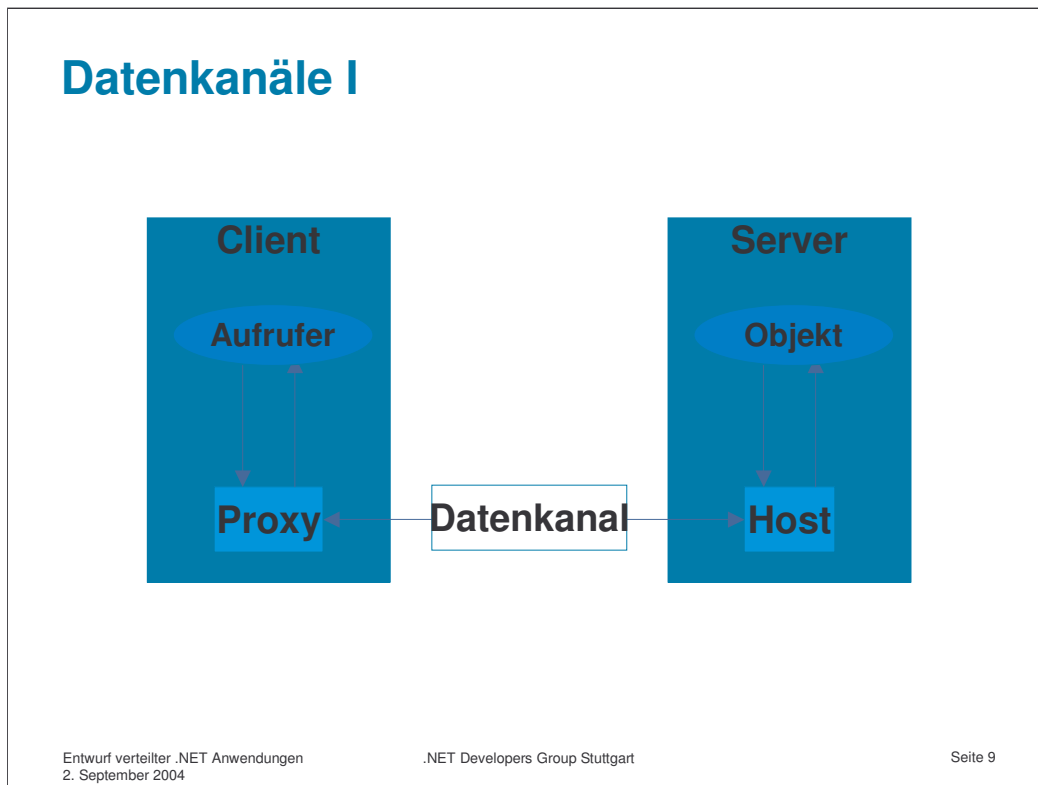 Datenkanäle I
Client
Server
Aufrufer
Objekt
Proxy
Datenkanal
Host
Entwurf verteilter .NET Anwendungen
2. September 2004
.NET Developers Group Stuttgart
Seite 9